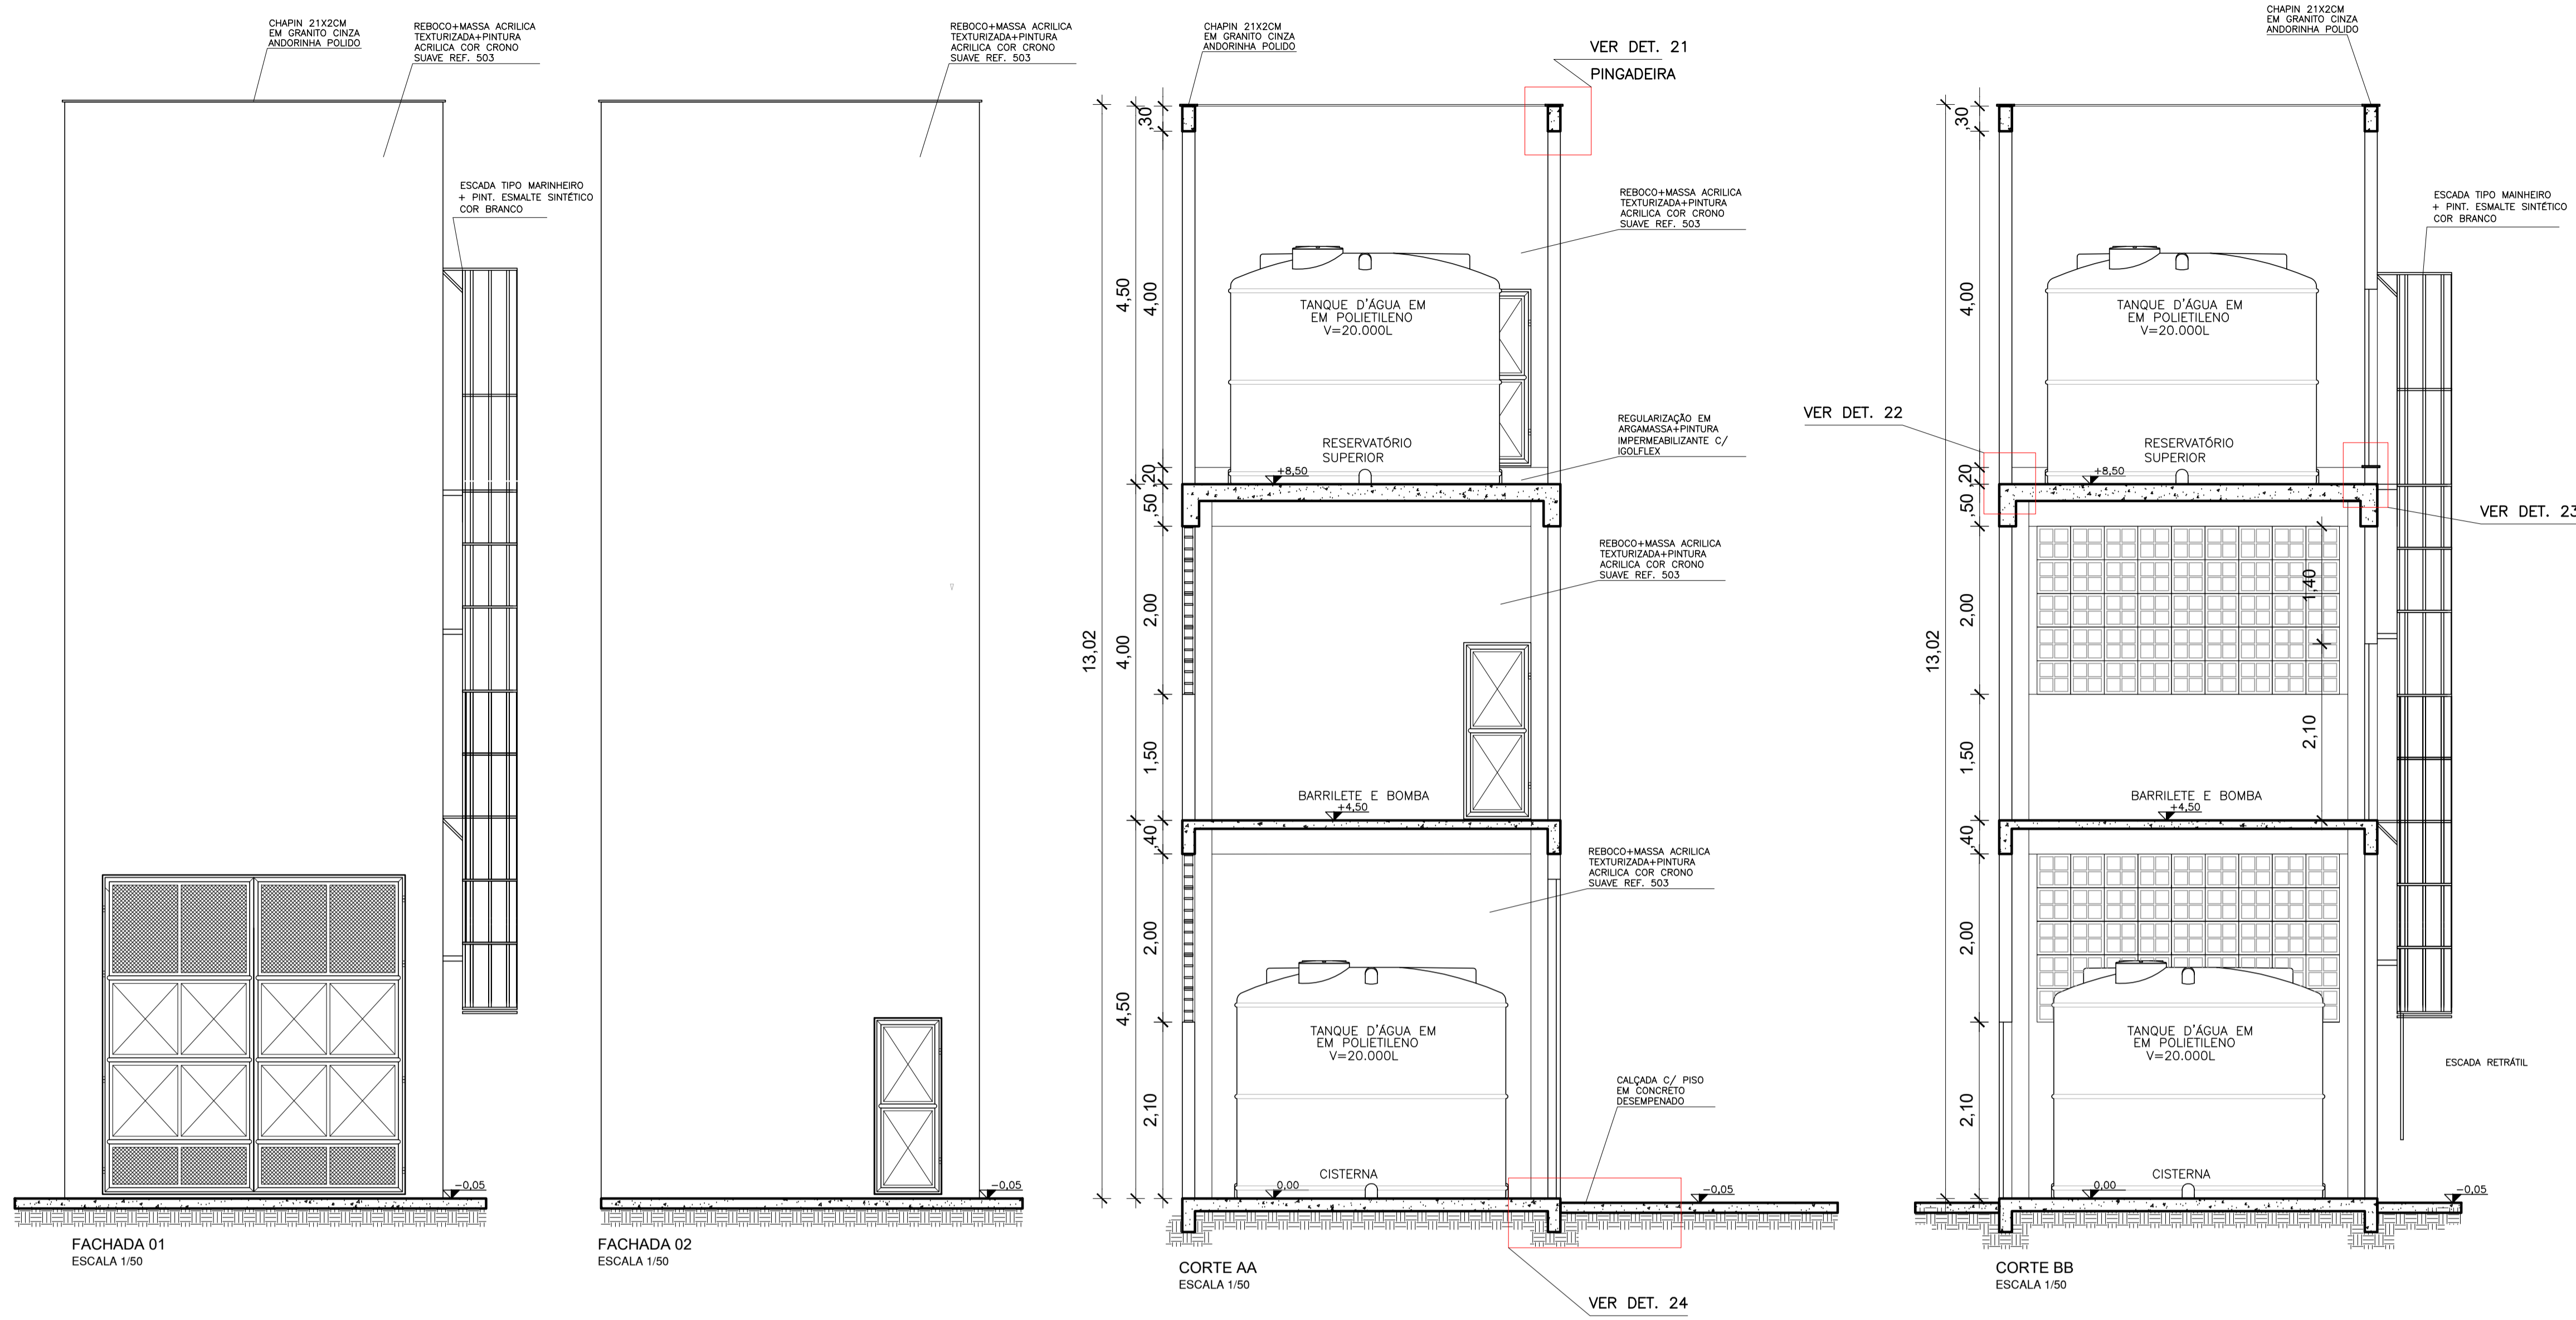 CHAPIN 21X2CM
EM GRANITO CINZA
ANDORINHA POLIDO
REBOCO+MASSA ACRILICA
TEXTURIZADA+PINTURA
ACRILICA COR CRONO
SUAVE REF. 503
ESCADA TIPO MARINHEIRO
+ PINT. ESMALTE SINTÉTICO
COR BRANCO
-0,05
FACHADA 01
ESCALA 1/50
REBOCO+MASSA ACRILICA
TEXTURIZADA+PINTURA
ACRILICA COR CRONO
SUAVE REF. 503
-0,05
FACHADA 02
ESCALA 1/50
CHAPIN 21X2CM
EM GRANITO CINZA
ANDORINHA POLIDO
VER DET. 21
PINGADEIRA
REBOCO+MASSA ACRILICA
TEXTURIZADA+PINTURA
ACRILICA COR CRONO
SUAVE REF. 503
TANQUE D'ÁGUA EM
EM POLIETILENO
V=20.000L
RESERVATÓRIO
SUPERIOR
+8,50
REGULARIZAÇÃO EM
ARGAMASSA+PINTURA
IMPERMEABILIZANTE C/
IGOLFLEX
REBOCO+MASSA ACRILICA
TEXTURIZADA+PINTURA
ACRILICA COR CRONO
SUAVE REF. 503
BARRILETE E BOMBA
+4,50
REBOCO+MASSA ACRILICA
TEXTURIZADA+PINTURA
ACRILICA COR CRONO
SUAVE REF. 503
TANQUE D'ÁGUA EM
EM POLIETILENO
V=20.000L
CISTERNA
0,00
CALÇADA C/ PISO
EM CONCRETO
DESEMPENADO
-0,05
13,02
4,50
4,00
4,50
,30
4,00
,20
,50
2,00
1,50
,40
2,00
2,10
CORTE AA
ESCALA 1/50
VER DET. 24
CHAPIN 21X2CM
EM GRANITO CINZA
ANDORINHA POLIDO
ESCADA TIPO MAINHEIRO
+ PINT. ESMALTE SINTÉTICO
COR BRANCO
TANQUE D'ÁGUA EM
EM POLIETILENO
V=20.000L
RESERVATÓRIO
SUPERIOR
+8,50
VER DET. 22
VER DET. 23
1,40
2,10
BARRILETE E BOMBA
+4,50
TANQUE D'ÁGUA EM
EM POLIETILENO
V=20.000L
CISTERNA
0,00
ESCADA RETRÁTIL
-0,05
13,02
,30
4,00
,20
,50
2,00
1,50
,40
2,00
2,10
CORTE BB
ESCALA 1/50